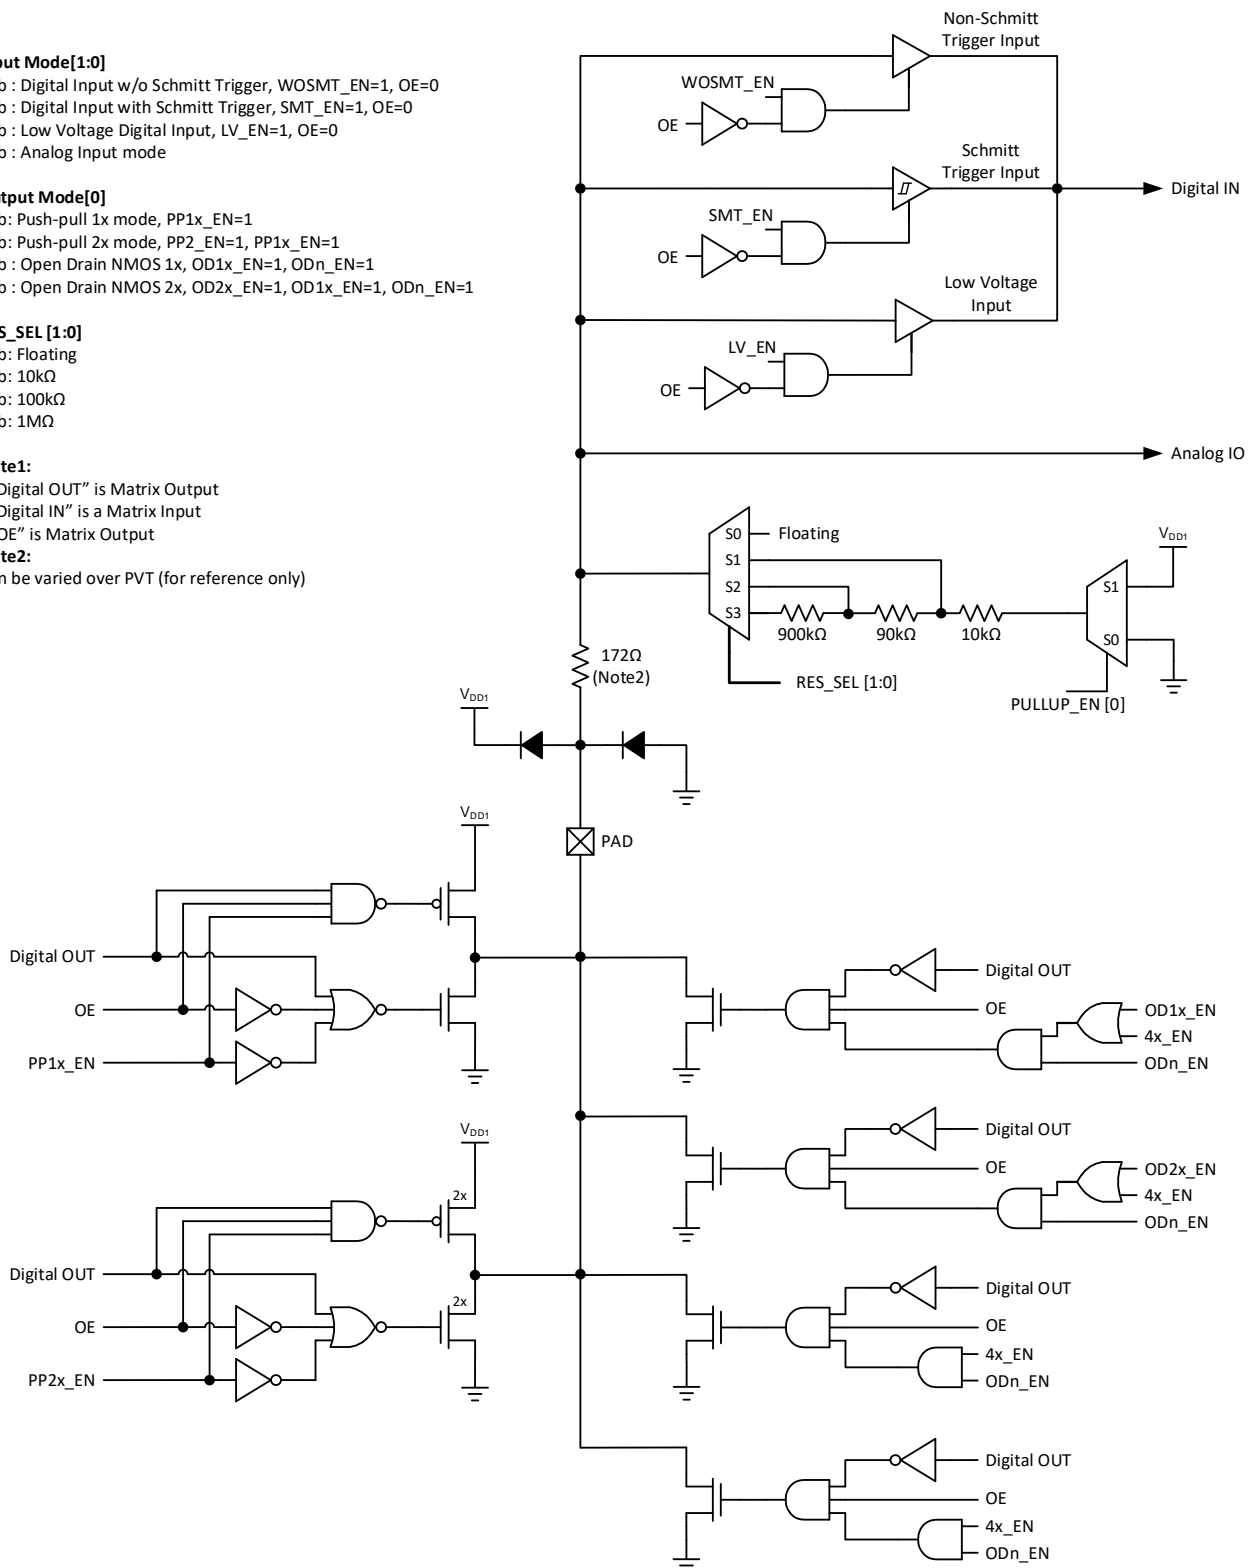 put Mode[1:0]
b : Digital Input w/o Schmitt Trigger, WOSMT_EN=1, OE=0
b : Digital Input with Schmitt Trigger, SMT_EN=1, OE=0
b : Low Voltage Digital Input, LV_EN=1, OE=0
b : Analog Input mode
tput Mode[0]
b: Push-pull 1x mode, PP1x_EN=1
b: Push-pull 2x mode, PP2_EN=1, PP1x_EN=1
b : Open Drain NMOS 1x, OD1x_EN=1, ODn_EN=1
b : Open Drain NMOS 2x, OD2x_EN=1, OD1x_EN=1, ODn_EN=1
S_SEL [1:0]
b: Floating
b: 10kΩ
b: 100kΩ
b: 1MΩ
te1:
Digital OUT” is Matrix Output
Digital IN” is a Matrix Input
OE” is Matrix Output
te2:
n be varied over PVT (for reference only)
Non-Schmitt
Trigger Input
WOSMT_EN
OE
Schmitt
Trigger Input
Digital IN
SMT_EN
OE
Low Voltage
Input
LV_EN
OE
Analog IO
S0
Floating
S1
S2
S3
900kΩ
90kΩ
10kΩ
VDD1
S1
S0
RES_SEL [1:0]
PULLUP_EN [0]
172Ω
(Note2)
VDD1
PAD
VDD1
Digital OUT
OE
PP1x_EN
Digital OUT
OE
OD1x_EN
4x_EN
ODn_EN
VDD1
2x
2x
Digital OUT
OE
PP2x_EN
Digital OUT
OE
OD2x_EN
4x_EN
ODn_EN
Digital OUT
OE
4x_EN
ODn_EN
Digital OUT
OE
4x_EN
ODn_EN